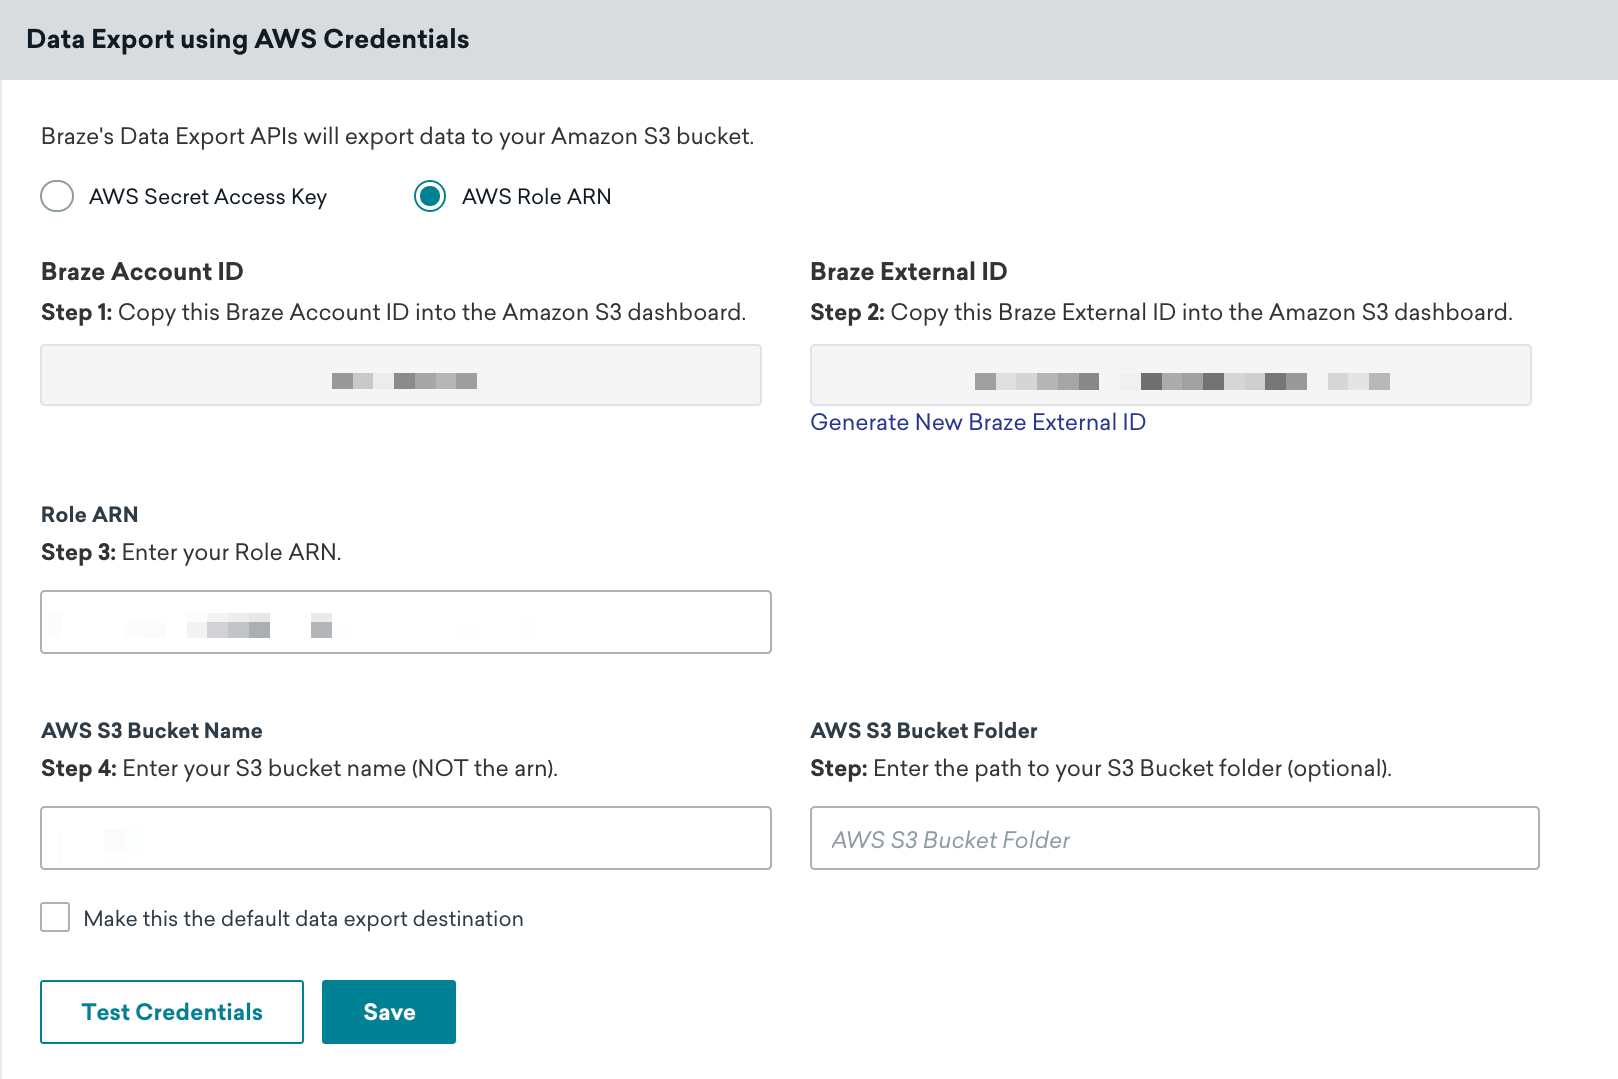 Data Export using AWS Credentials
Braze's Data Export APIs will export data to your Amazon S3 bucket.
AWS Secret Access Key
AWS Role ARN
Braze Account ID
Step 1: Copy this Braze Account ID into the Amazon S3 dashboard.
Braze External ID
Step 2: Copy this Braze External ID into the Amazon S3 dashboard.
Generate New Braze External ID
Role ARN
Step 3: Enter your Role ARN.
AWS S3 Bucket Name
Step 4: Enter your S3 bucket name (NOT the arn).
AWS S3 Bucket Folder
Step: Enter the path to your S3 Bucket folder (optional).
AWS S3 Bucket Folder
Make this the default data export destination
Test Credentials
Save